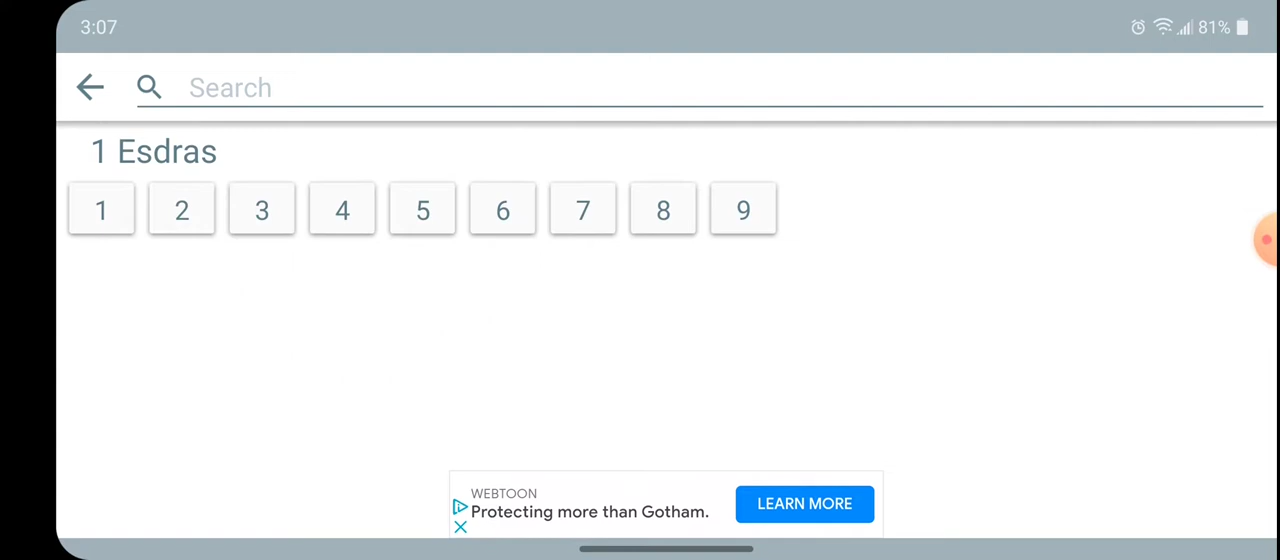 3:07 81%
Search
1 Esdras
1 2 3 4 5 6 7 8 9
WEBTOON
Protecting more than Gotham.
LEARN MORE